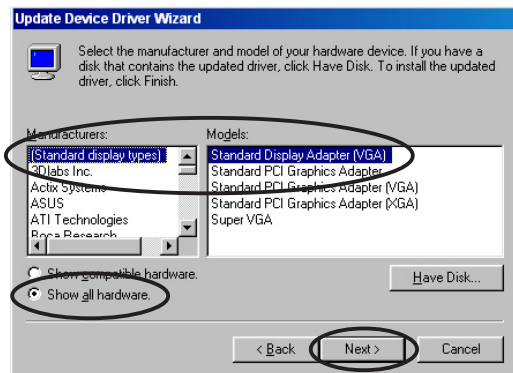 Update Device Driver Wizard
Select the manufacturer and model of your hardware device. If you have a
disk that contains the updated driver, click Have Disk. To install the updated
driver, click Finish.
Manufacturers:
(Standard display types)
3Dlabs Inc.
Actix Systems
ASUS
ATI Technologies
Boca Research
Models:
Standard Display Adapter (VGA)
Standard PCI Graphics Adapter
Standard PCI Graphics Adapter (VGA)
Standard PCI Graphics Adapter (XGA)
Super VGA
Show compatible hardware.
Show all hardware.
Have Disk...
< Back
Next >
Cancel